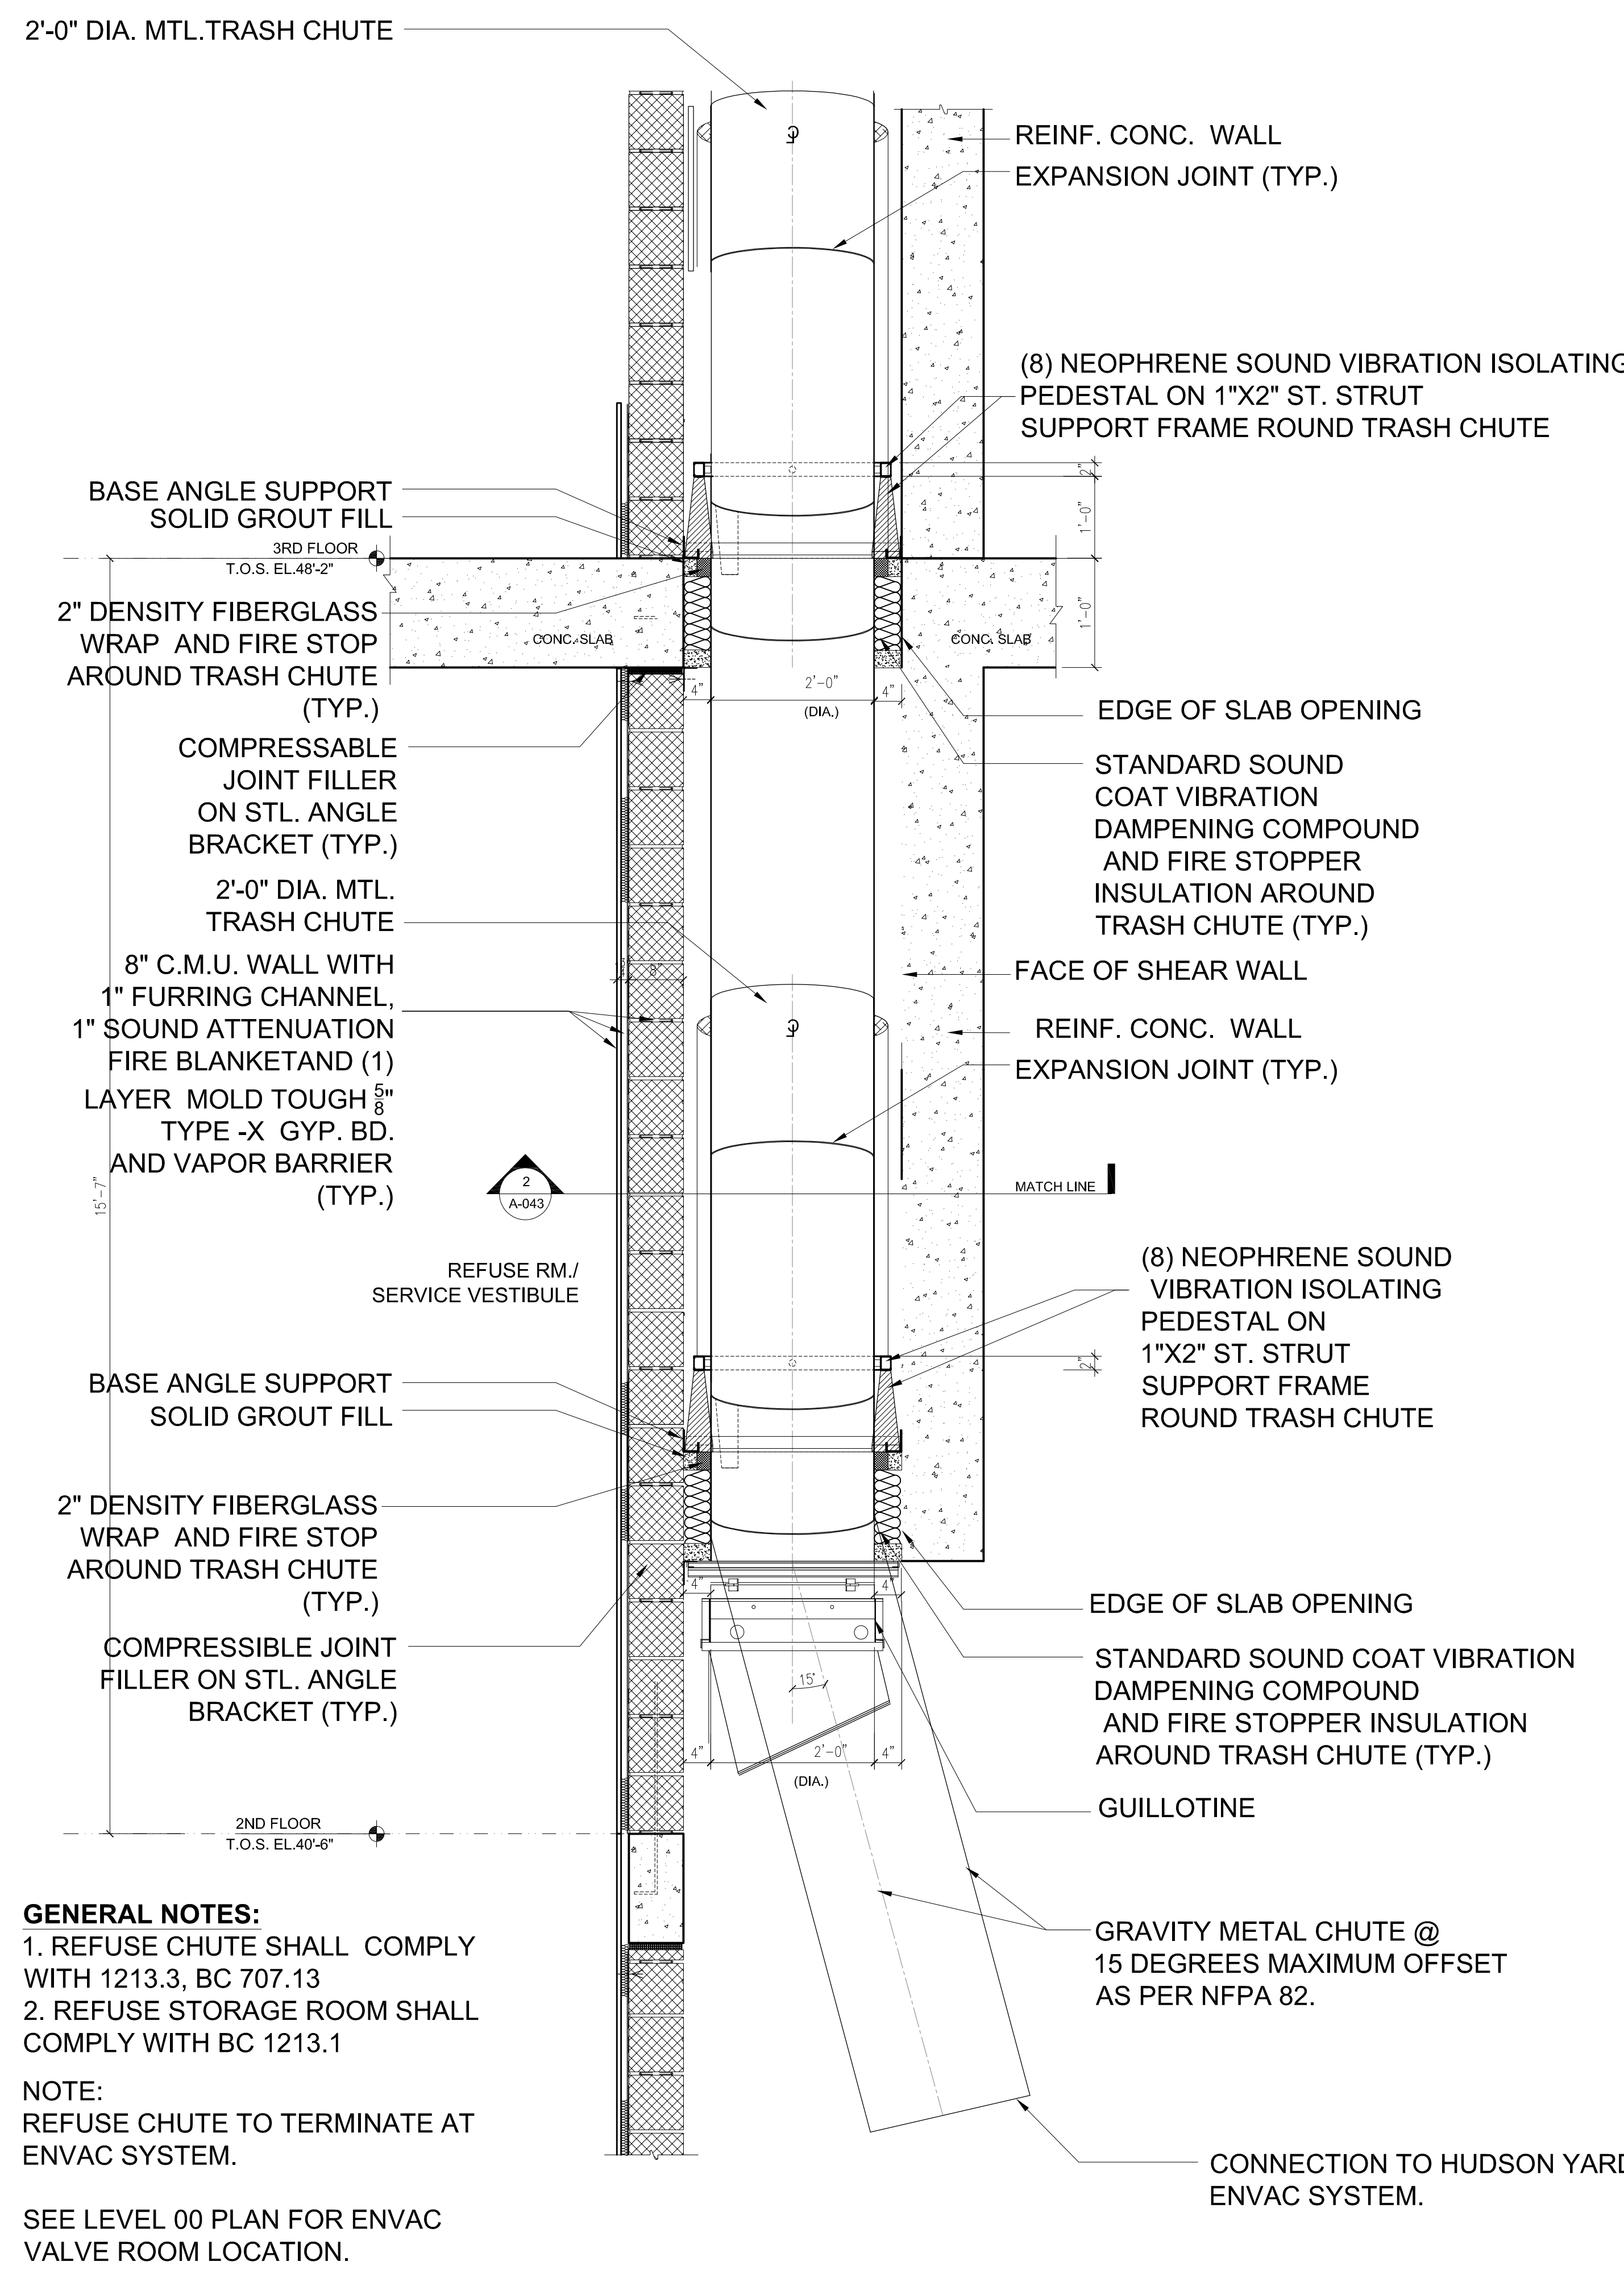 2'-0" DIA. MTL.TRASH CHUTE
REINF. CONC. WALL
EXPANSION JOINT (TYP.)
(8) NEOPHRENE SOUND VIBRATION ISOLATING
PEDESTAL ON 1"X2" ST. STRUT
SUPPORT FRAME ROUND TRASH CHUTE
2"
1'-0"
1'-0"
BASE ANGLE SUPPORT
SOLID GROUT FILL
3RD FLOOR
T.O.S. EL.48'-2"
2" DENSITY FIBERGLASS
WRAP AND FIRE STOP
AROUND TRASH CHUTE
(TYP.)
CONC. SLAB
CONC. SLAB
4"
2'-0"
4"
(DIA.)
COMPRESSABLE
JOINT FILLER
ON STL. ANGLE
BRACKET (TYP.)
EDGE OF SLAB OPENING
STANDARD SOUND
COAT VIBRATION
DAMPENING COMPOUND
AND FIRE STOPPER
INSULATION AROUND
TRASH CHUTE (TYP.)
2'-0" DIA. MTL.
TRASH CHUTE
8" C.M.U. WALL WITH
1" FURRING CHANNEL,
1" SOUND ATTENUATION
FIRE BLANKETAND (1)
LAYER MOLD TOUGH 5/8"
TYPE -X GYP. BD.
AND VAPOR BARRIER
(TYP.)
8"
FACE OF SHEAR WALL
REINF. CONC. WALL
EXPANSION JOINT (TYP.)
15'-7"
2
A-043
MATCH LINE
REFUSE RM./
SERVICE VESTIBULE
(8) NEOPHRENE SOUND
VIBRATION ISOLATING
PEDESTAL ON
1"X2" ST. STRUT
SUPPORT FRAME
ROUND TRASH CHUTE
2"
BASE ANGLE SUPPORT
SOLID GROUT FILL
2" DENSITY FIBERGLASS
WRAP AND FIRE STOP
AROUND TRASH CHUTE
(TYP.)
COMPRESSIBLE JOINT
FILLER ON STL. ANGLE
BRACKET (TYP.)
4"
4"
15°
4"
2'-0"
4"
(DIA.)
EDGE OF SLAB OPENING
STANDARD SOUND COAT VIBRATION
DAMPENING COMPOUND
AND FIRE STOPPER INSULATION
AROUND TRASH CHUTE (TYP.)
GUILLOTINE
2ND FLOOR
T.O.S. EL.40'-6"
GRAVITY METAL CHUTE @
15 DEGREES MAXIMUM OFFSET
AS PER NFPA 82.
CONNECTION TO HUDSON YARD
ENVAC SYSTEM.
GENERAL NOTES:
1. REFUSE CHUTE SHALL COMPLY
WITH 1213.3, BC 707.13
2. REFUSE STORAGE ROOM SHALL
COMPLY WITH BC 1213.1
NOTE:
REFUSE CHUTE TO TERMINATE AT
ENVAC SYSTEM.
SEE LEVEL 00 PLAN FOR ENVAC
VALVE ROOM LOCATION.